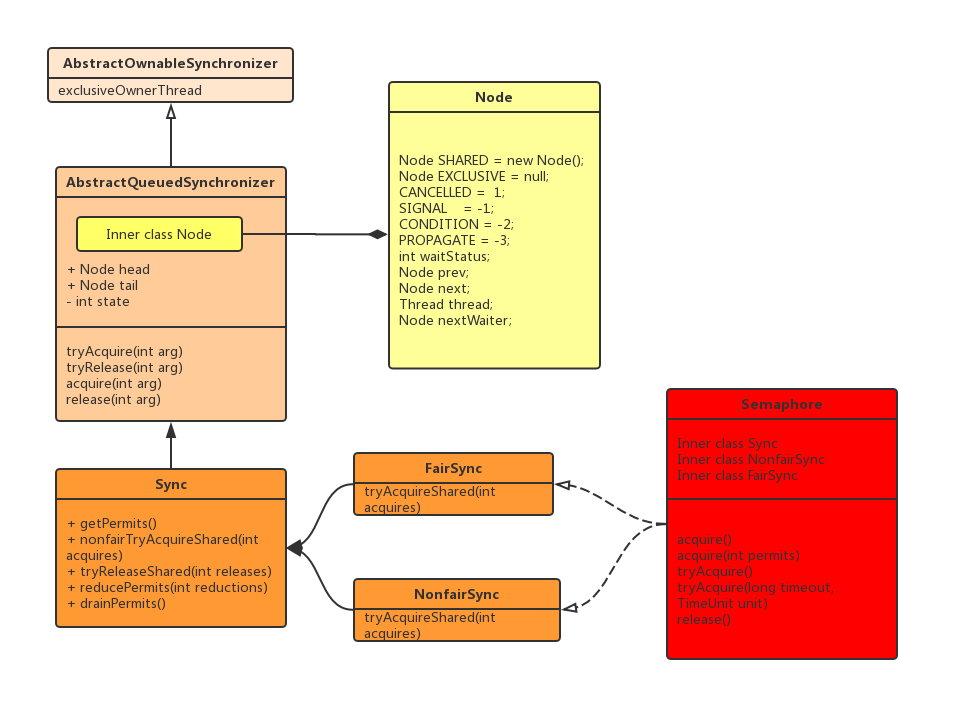 AbstractOwnableSynchronizer
exclusiveOwnerThread
AbstractQueuedSynchronizer
Inner class Node
+ Node head
+ Node tail
- int state
tryAcquire(int arg)
tryRelease(int arg)
acquire(int arg)
release(int arg)
Node
Node SHARED = new Node();
Node EXCLUSIVE = null;
CANCELLED =  1;
SIGNAL    = -1;
CONDITION = -2;
PROPAGATE = -3;
int waitStatus;
Node prev;
Node next;
Thread thread;
Node nextWaiter;
Sync
+ getPermits()
+ nonfairTryAcquireShared(int
acquires)
+ tryReleaseShared(int releases)
+ reducePermits(int reductions)
+ drainPermits()
FairSync
tryAcquireShared(int
acquires)
NonfairSync
tryAcquireShared(int
acquires)
Semaphore
Inner class Sync
Inner class NonfairSync
Inner class FairSync
acquire()
acquire(int permits)
tryAcquire()
tryAcquire(long timeout,
TimeUnit unit)
release()